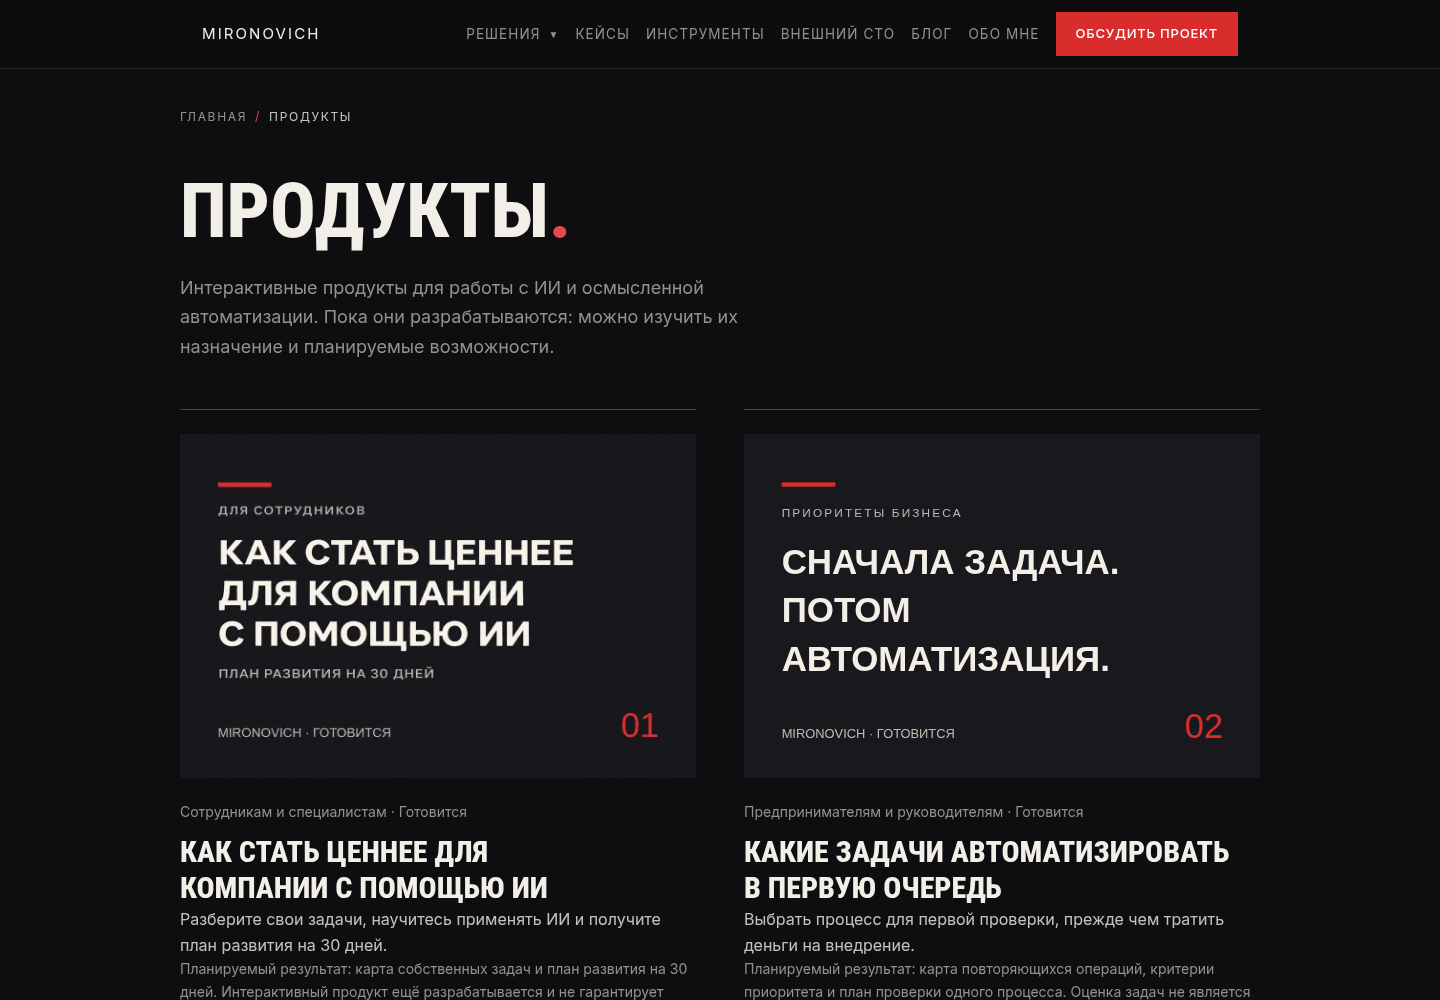 MIRONOVICH
РЕШЕНИЯ ▼ КЕЙСЫ ИНСТРУМЕНТЫ ВНЕШНИЙ СТО БЛОГ ОБО МНЕ ОБСУДИТЬ ПРОЕКТ
ГЛАВНАЯ / ПРОДУКТЫ
ПРОДУКТЫ.
Интерактивные продукты для работы с ИИ и осмысленной
автоматизации. Пока они разрабатываются: можно изучить их
назначение и планируемые возможности.
ДЛЯ СОТРУДНИКОВ
КАК СТАТЬ ЦЕННЕЕ
ДЛЯ КОМПАНИИ
С ПОМОЩЬЮ ИИ
ПЛАН РАЗВИТИЯ НА 30 ДНЕЙ
MIRONOVICH · ГОТОВИТСЯ
01
Сотрудникам и специалистам · Готовится
КАК СТАТЬ ЦЕННЕЕ ДЛЯ
КОМПАНИИ С ПОМОЩЬЮ ИИ
Разберите свои задачи, научитесь применять ИИ и получите
план развития на 30 дней.
Планируемый результат: карта собственных задач и план развития на 30
дней. Интерактивный продукт ещё разрабатывается и не гарантирует
ПРИОРИТЕТЫ БИЗНЕСА
СНАЧАЛА ЗАДАЧА.
ПОТОМ
АВТОМАТИЗАЦИЯ.
MIRONOVICH · ГОТОВИТСЯ
02
Предпринимателям и руководителям · Готовится
КАКИЕ ЗАДАЧИ АВТОМАТИЗИРОВАТЬ
В ПЕРВУЮ ОЧЕРЕДЬ
Выбрать процесс для первой проверки, прежде чем тратить
деньги на внедрение.
Планируемый результат: карта повторяющихся операций, критерии
приоритета и план проверки одного процесса. Оценка задач не является